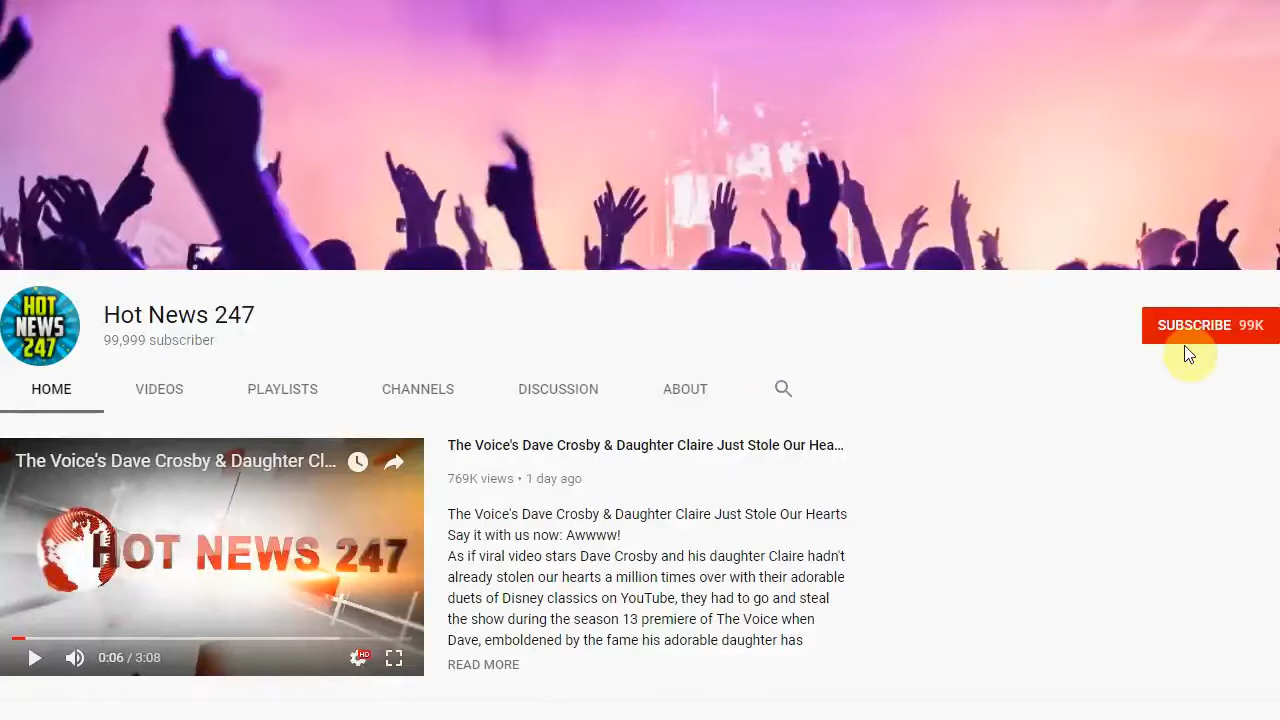 HOT
NEWS
247
Hot News 247
99,999 subscriber
SUBSCRIBE 99K
HOME VIDEOS PLAYLISTS CHANNELS DISCUSSION ABOUT
The Voice's Dave Crosby & Daughter Cl...
HOT NEWS 247
0:06 / 3:08
HD
The Voice's Dave Crosby & Daughter Claire Just Stole Our Hea...
769K views • 1 day ago
The Voice's Dave Crosby & Daughter Claire Just Stole Our Hearts
Say it with us now: Awwww!
As if viral video stars Dave Crosby and his daughter Claire hadn't
already stolen our hearts a million times over with their adorable
duets of Disney classics on YouTube, they had to go and steal
the show during the season 13 premiere of The Voice when
Dave, emboldened by the fame his adorable daughter has
READ MORE